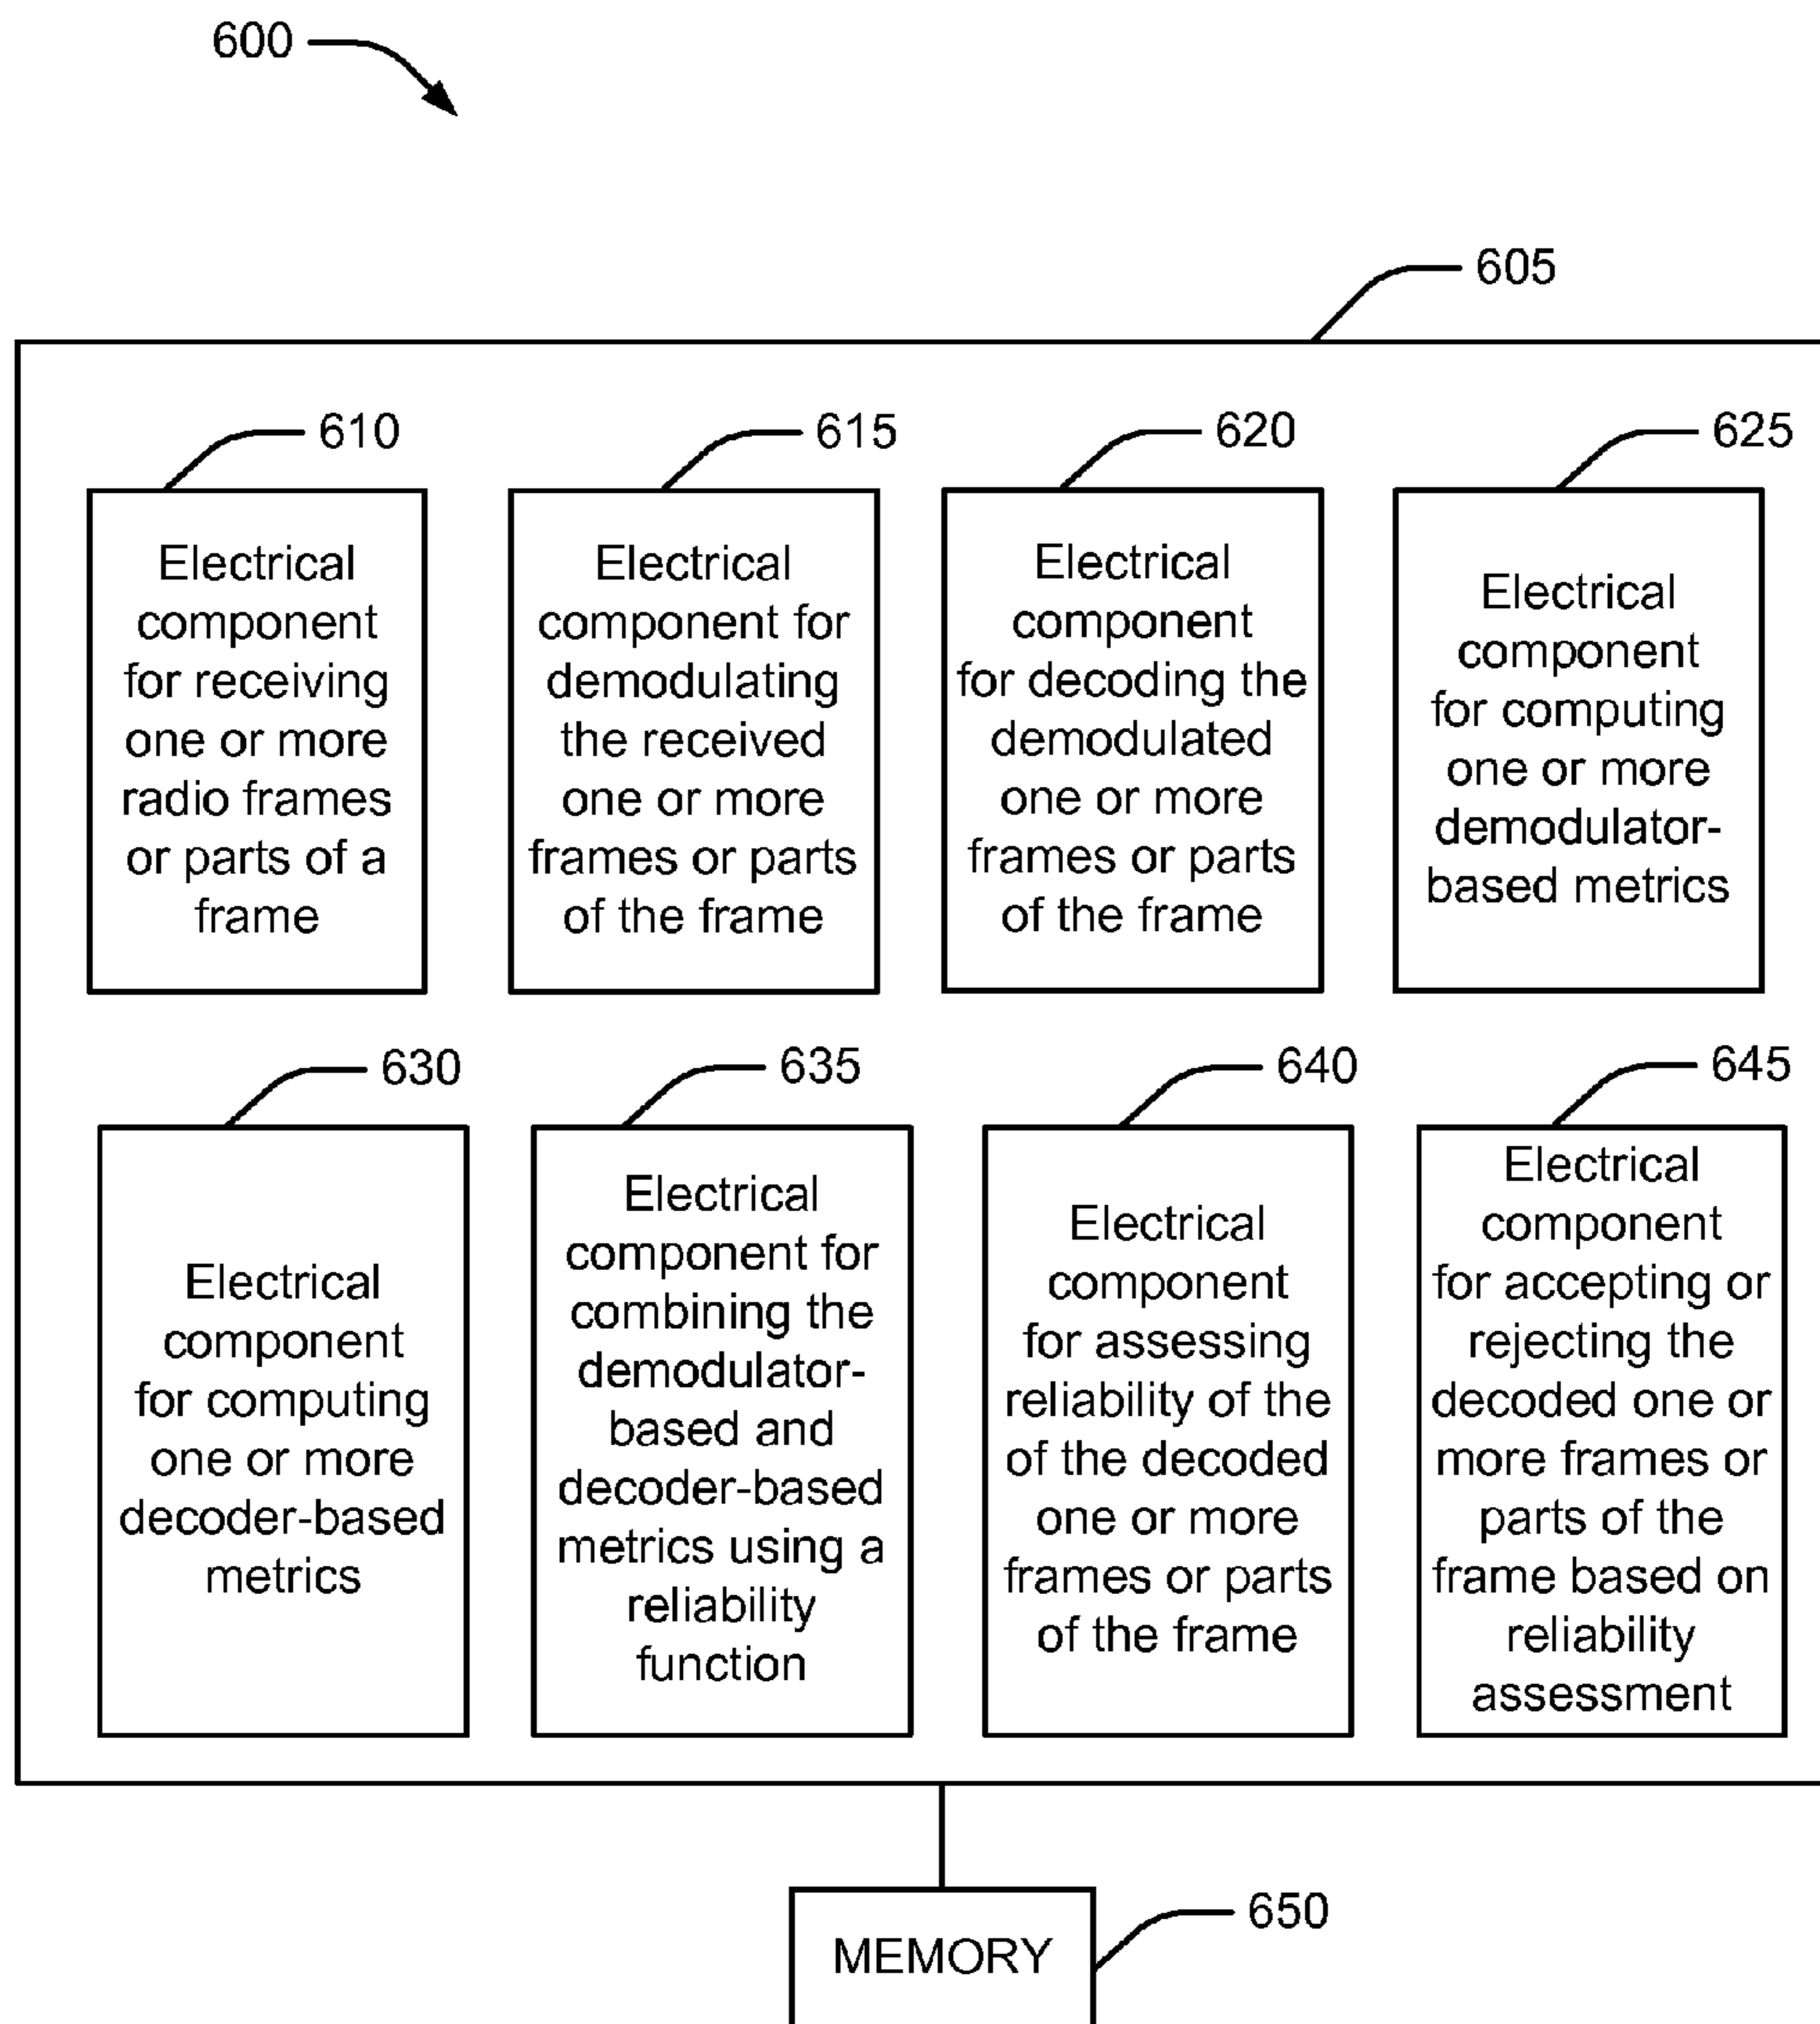 600
605
610
Electrical
component
for receiving
one or more
radio frames
or parts of a
frame
615
Electrical
component for
demodulating
the received
one or more
frames or parts
of the frame
620
Electrical
component
for decoding the
demodulated
one or more
frames or parts
of the frame
625
Electrical
component
for computing
one or more
demodulator-
based metrics
630
Electrical
component
for computing
one or more
decoder-based
metrics
635
Electrical
component for
combining the
demodulator-
based and
decoder-based
metrics using a
reliability
function
640
Electrical
component
for assessing
reliability of the
of the decoded
one or more
frames or parts
of the frame
645
Electrical
component
for accepting or
rejecting the
decoded one or
more frames or
parts of the
frame based on
reliability
assessment
650
MEMORY